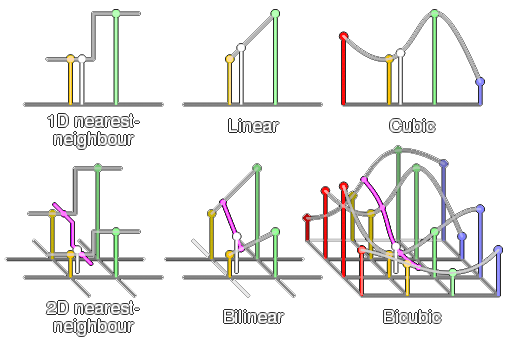 1D nearest-
neighbour
Linear
Cubic
2D nearest-
neighbour
Bilinear
Bicubic